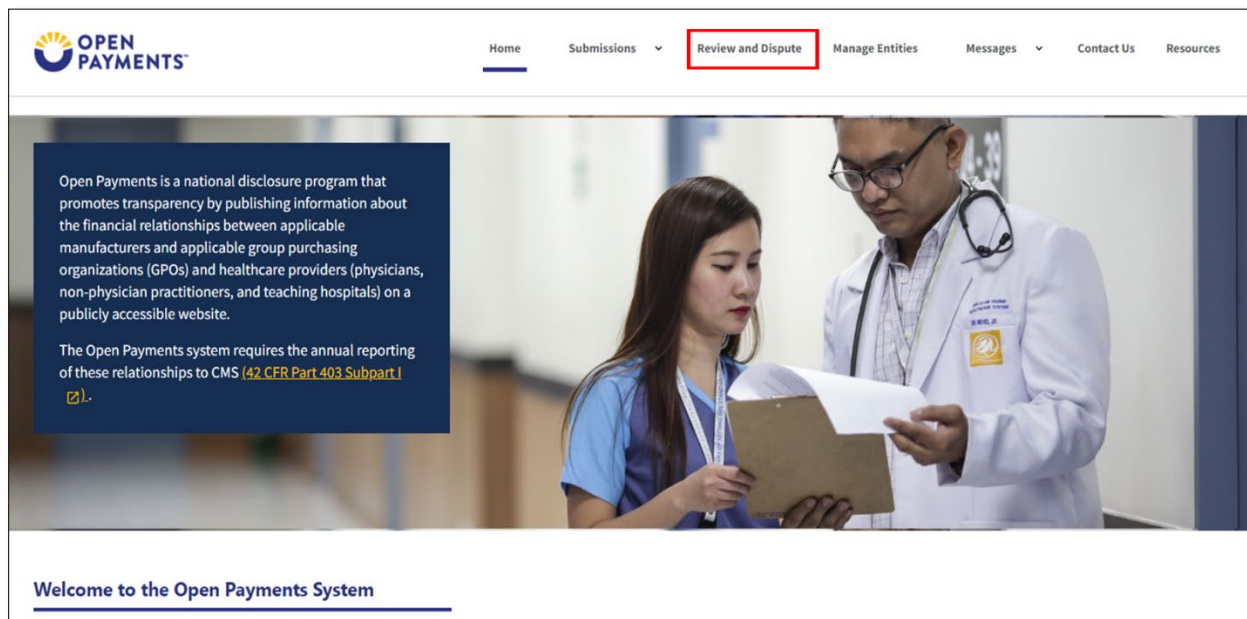 OPEN
PAYMENTS™
Home Submissions Review and Dispute Manage Entities Messages Contact Us Resources
Open Payments is a national disclosure program that
promotes transparency by publishing information about
the financial relationships between applicable
manufacturers and applicable group purchasing
organizations (GPOs) and healthcare providers (physicians,
non-physician practitioners, and teaching hospitals) on a
publicly accessible website.
The Open Payments system requires the annual reporting
of these relationships to CMS (42 CFR Part 403 Subpart I
).
Welcome to the Open Payments System